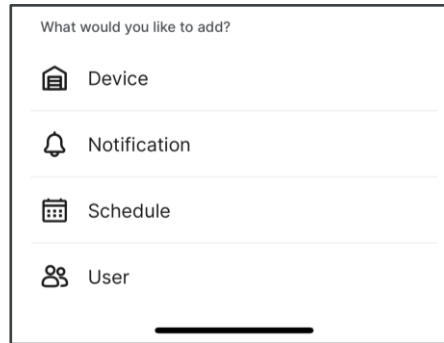 What would you like to add?
Device
Notification
Schedule
User